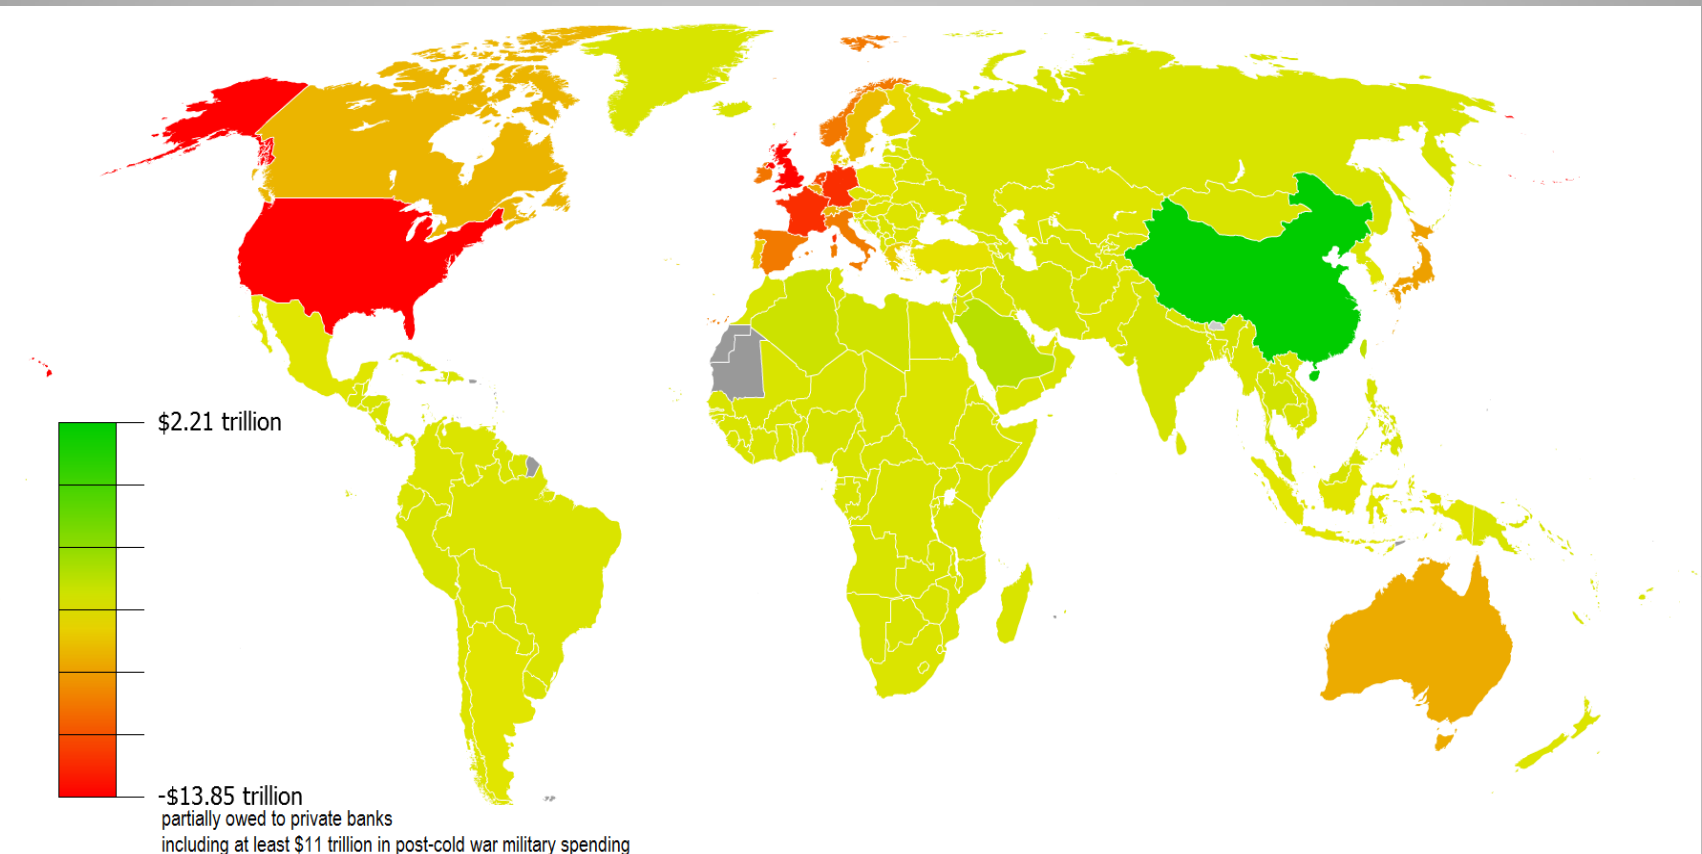 $2.21 trillion
-$13.85 trillion
partially owed to private banks
including at least $11 trillion in post-cold war military spending